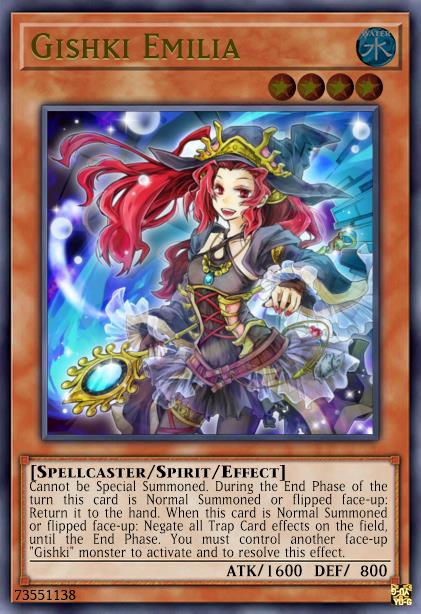 GISHKI EMILIA
WATER
水
[SPELLCASTER/SPIRIT/EFFECT]
Cannot be Special Summoned. During the End Phase of the
turn this card is Normal Summoned or flipped face-up:
Return it to the hand. When this card is Normal Summoned
or flipped face-up: Negate all Trap Card effects on the field,
until the End Phase. You must control another face-up
"Gishki" monster to activate and to resolve this effect.
ATK/1600 DEF/ 800
73551138